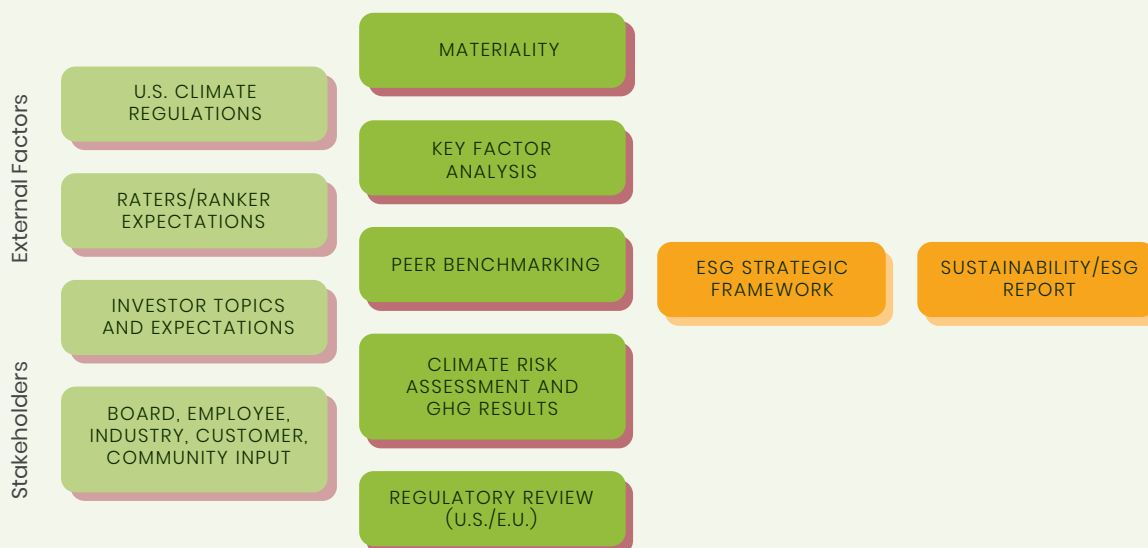 External Factors
Stakeholders
U.S. CLIMATE
REGULATIONS
RATERS/RANKER
EXPECTATIONS
INVESTOR TOPICS
AND EXPECTATIONS
BOARD, EMPLOYEE,
INDUSTRY, CUSTOMER,
COMMUNITY INPUT
MATERIALITY
KEY FACTOR
ANALYSIS
PEER BENCHMARKING
CLIMATE RISK
ASSESSMENT AND
GHG RESULTS
REGULATORY REVIEW
(U.S./E.U.)
ESG STRATEGIC
FRAMEWORK
SUSTAINABILITY/ESG
REPORT